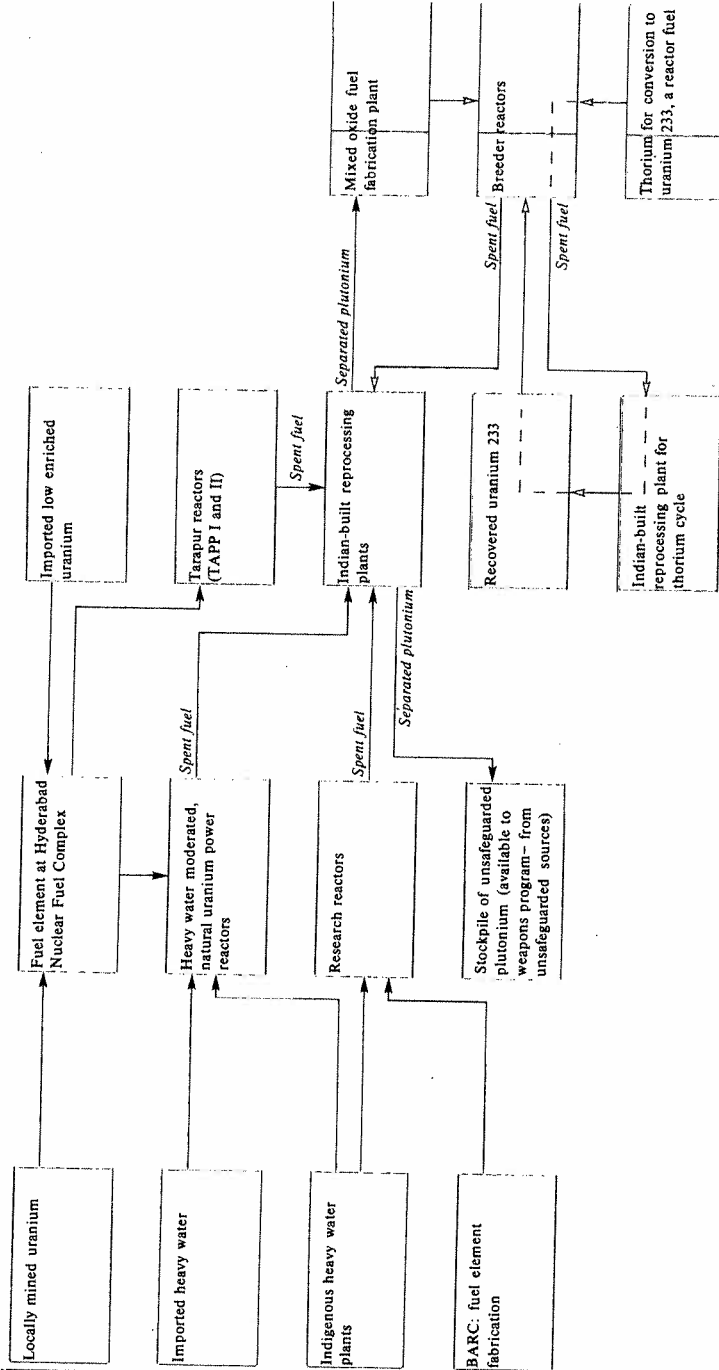 Locally mined uranium
Imported heavy water
Indigenous heavy water
plants
BARC: fuel element
fabrication
Fuel element at Hyderabad
Nuclear Fuel Complex
Heavy water moderated,
natural uranium power
reactors
Spent fuel
Research reactors
Spent fuel
Stockpile of unsafeguarded
plutonium (available to
weapons program– from
unsafeguarded sources)
Separated plutonium
Imported low enriched
uranium
Tarapur reactors
(TAPP I and II)
Spent fuel
Indian-built reprocessing
plants
Separated plutonium
Recovered uranium 233
Indian-built
reprocessing plant for
thorium cycle
Mixed oxide fuel
fabrication plant
Breeder reactors
Spent fuel
Spent fuel
Thorium for conversion to
uranium 233, a reactor fuel